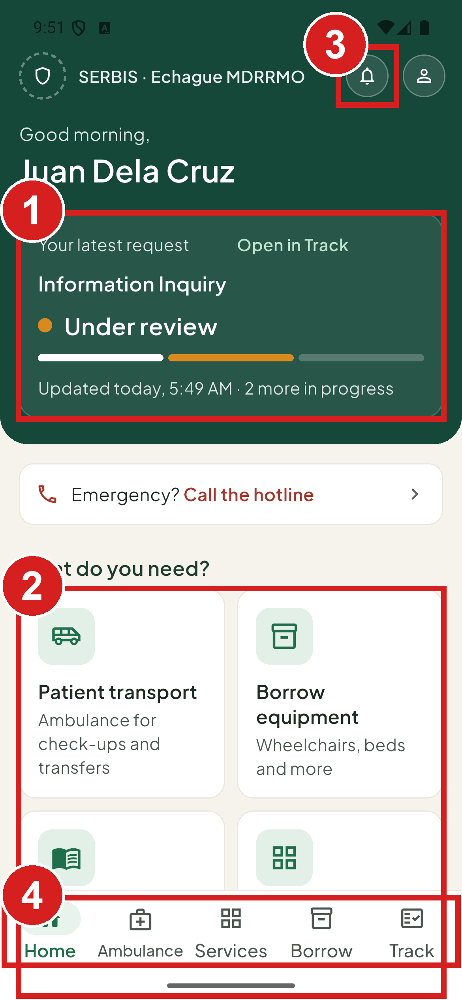 9:51
3
SERBIS · Echague MDRRMO
Good morning,
Juan Dela Cruz
1
Your latest request
Open in Track
Information Inquiry
Under review
Updated today, 5:49 AM · 2 more in progress
Emergency? Call the hotline
2
do you need?
Patient transport
Ambulance for
check-ups and
transfers
Borrow
equipment
Wheelchairs, beds
and more
4
Home
Ambulance
Services
Borrow
Track